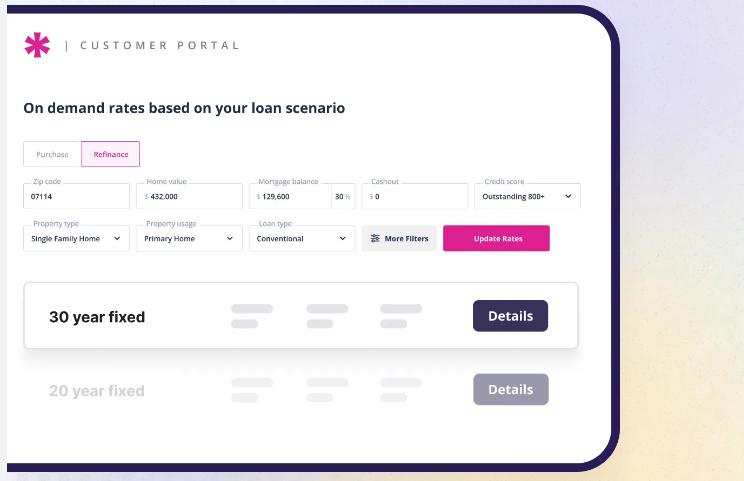 | CUSTOMER PORTAL
On demand rates based on your loan scenario
Purchase Refinance
Zip code Home value Mortgage balance Cashout Credit score
07114 $ 432,000 $ 129,600 30 % $ 0 Outstanding 800+
Property type Property usage Loan type
Single Family Home Primary Home Conventional More Filters Update Rates
30 year fixed Details
20 year fixed Details